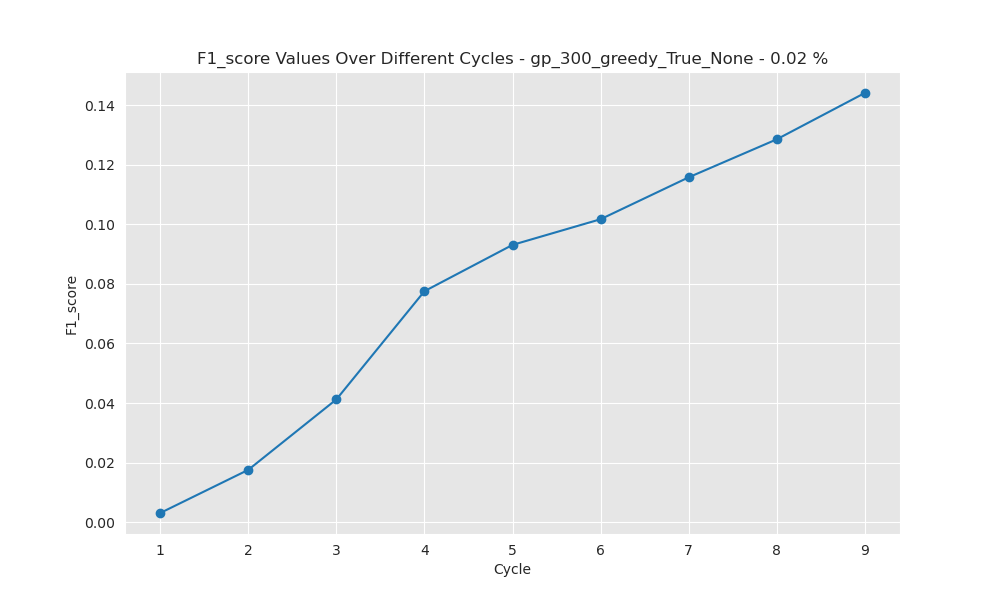 F1_score Values Over Different Cycles - gp_300_greedy_True_None - 0.02 %
0.14
0.12
0.10
0.08
0.06
0.04
0.02
0.00
F1_score
1 2 3 4 5 6 7 8 9
Cycle